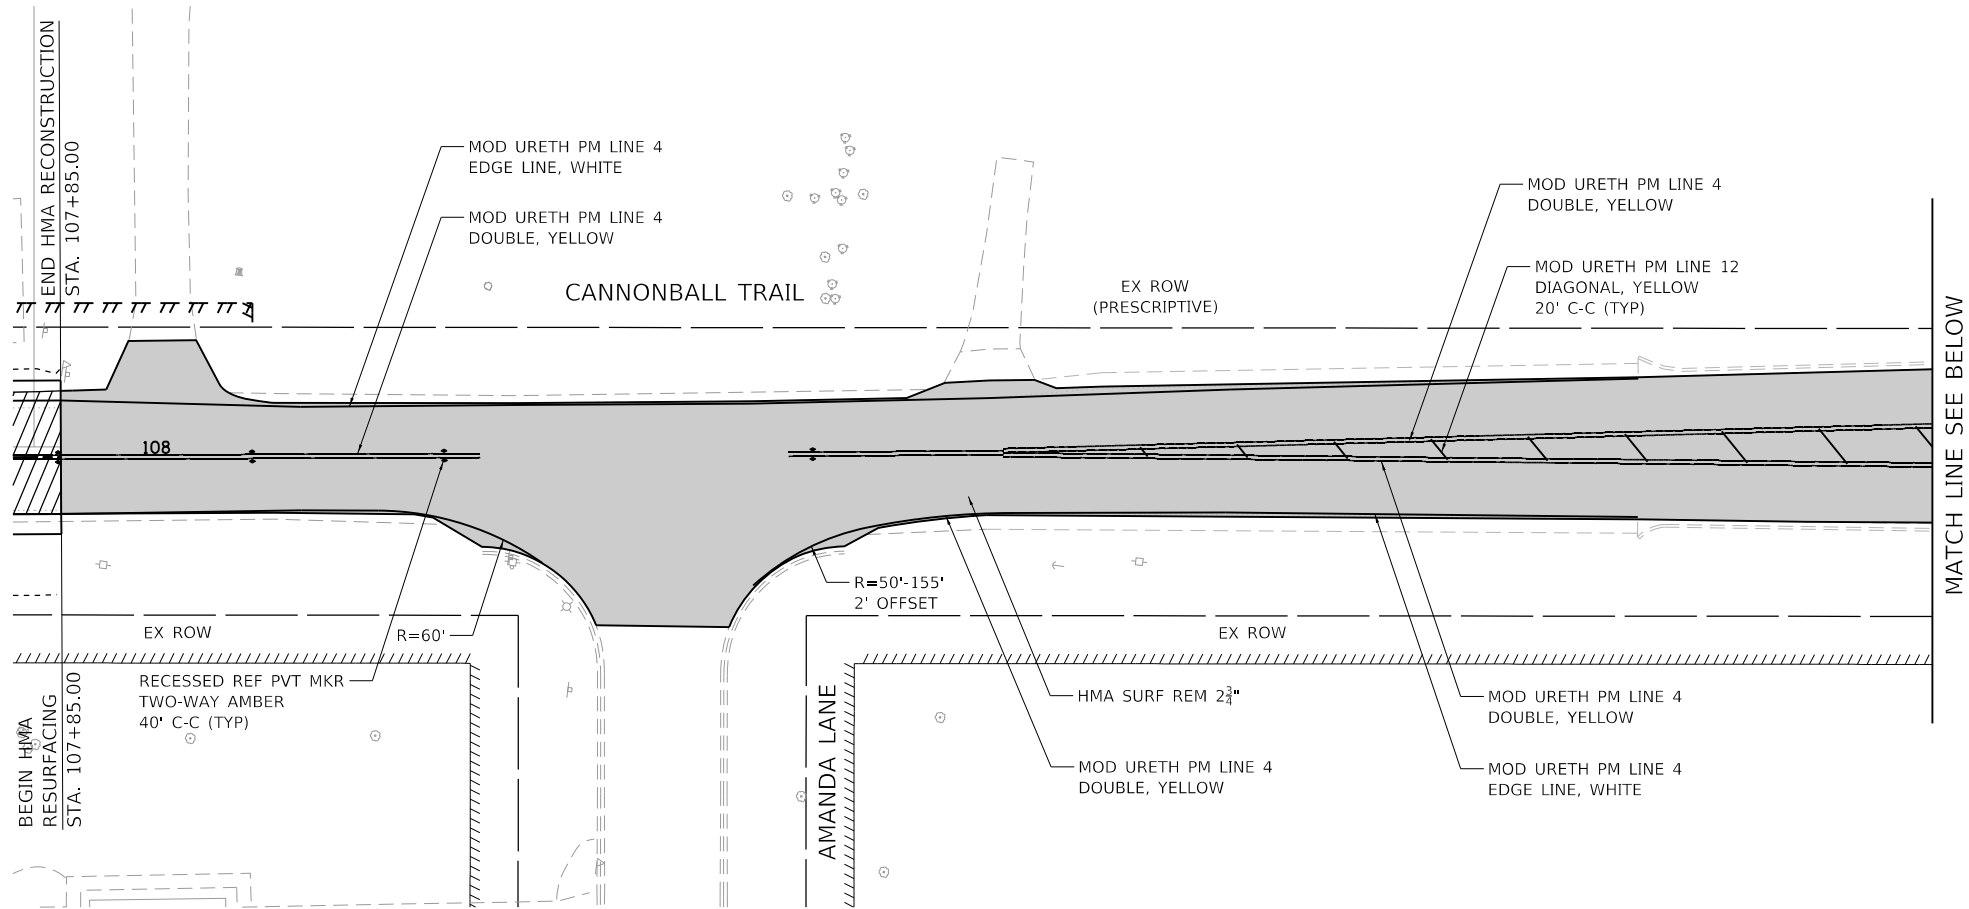 END HMA RECONSTRUCTION
STA. 107+85.00
MOD URETH PM LINE 4
EDGE LINE, WHITE
MOD URETH PM LINE 4
DOUBLE, YELLOW
CANNONBALL TRAIL
EX ROW
(PRESCRIPTIVE)
MOD URETH PM LINE 4
DOUBLE, YELLOW
MOD URETH PM LINE 12
DIAGONAL, YELLOW
20' C-C (TYP)
MATCH LINE SEE BELOW
108
R=50'-155'
2' OFFSET
EX ROW
R=60'
EX ROW
RECESSED REF PVT MKR
TWO-WAY AMBER
40' C-C (TYP)
BEGIN HMA
RESURFACING
STA. 107+85.00
AMANDA LANE
HMA SURF REM 2¾"
MOD URETH PM LINE 4
DOUBLE, YELLOW
MOD URETH PM LINE 4
DOUBLE, YELLOW
MOD URETH PM LINE 4
EDGE LINE, WHITE